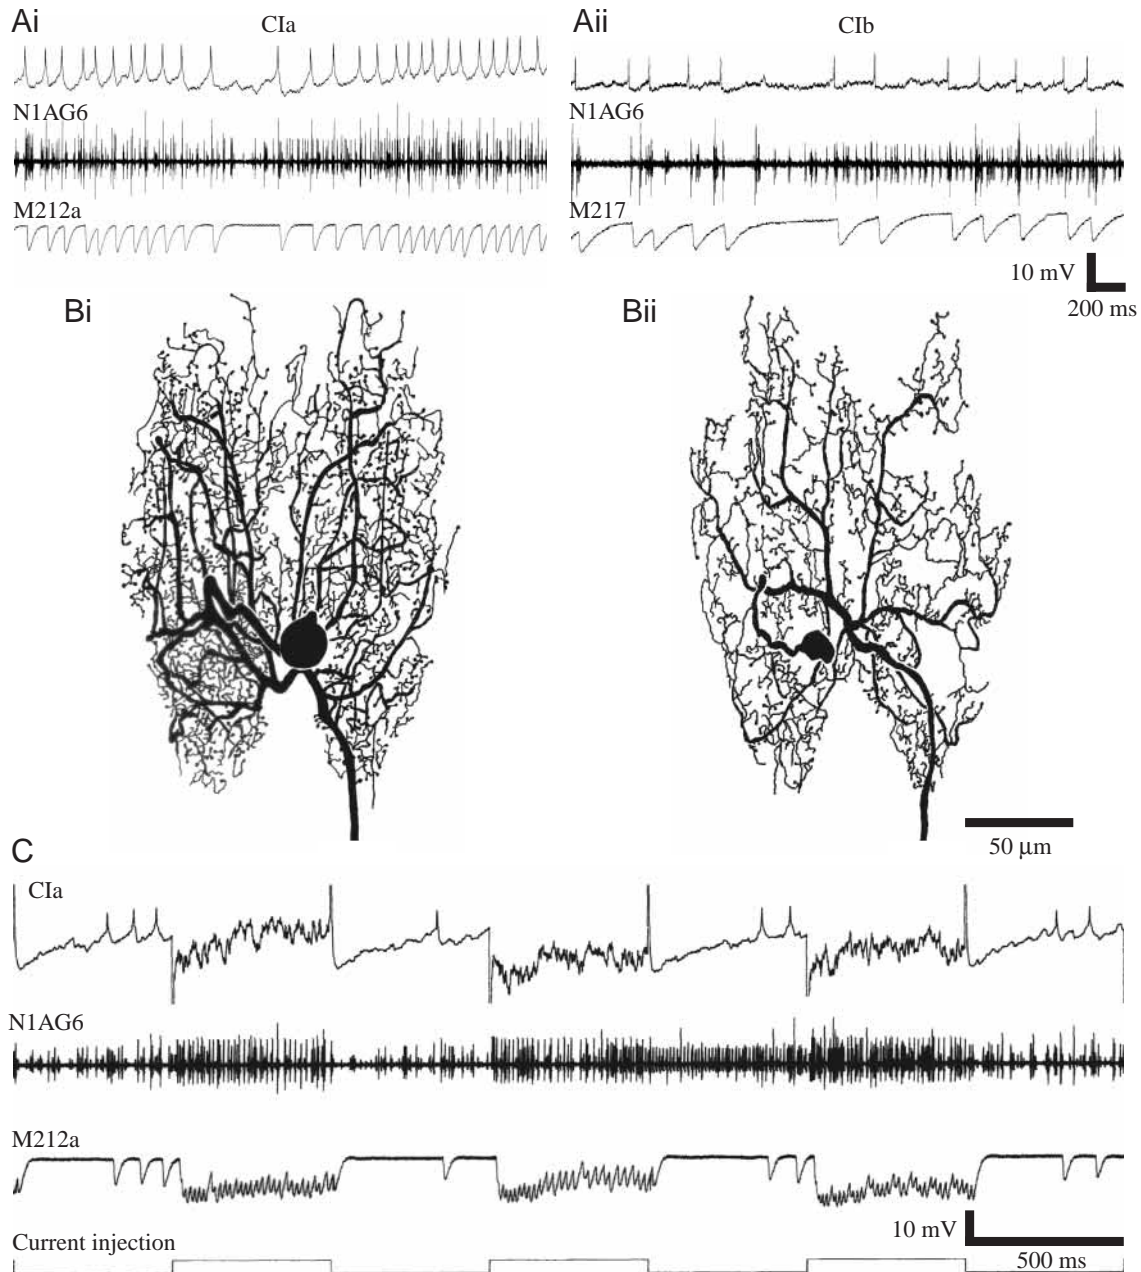 Ai
CIa
N1AG6
M212a
Aii
CIb
N1AG6
M217
10 mV
200 ms
Bi
Bii
50 μm
C
CIa
N1AG6
M212a
10 mV
500 ms
Current injection